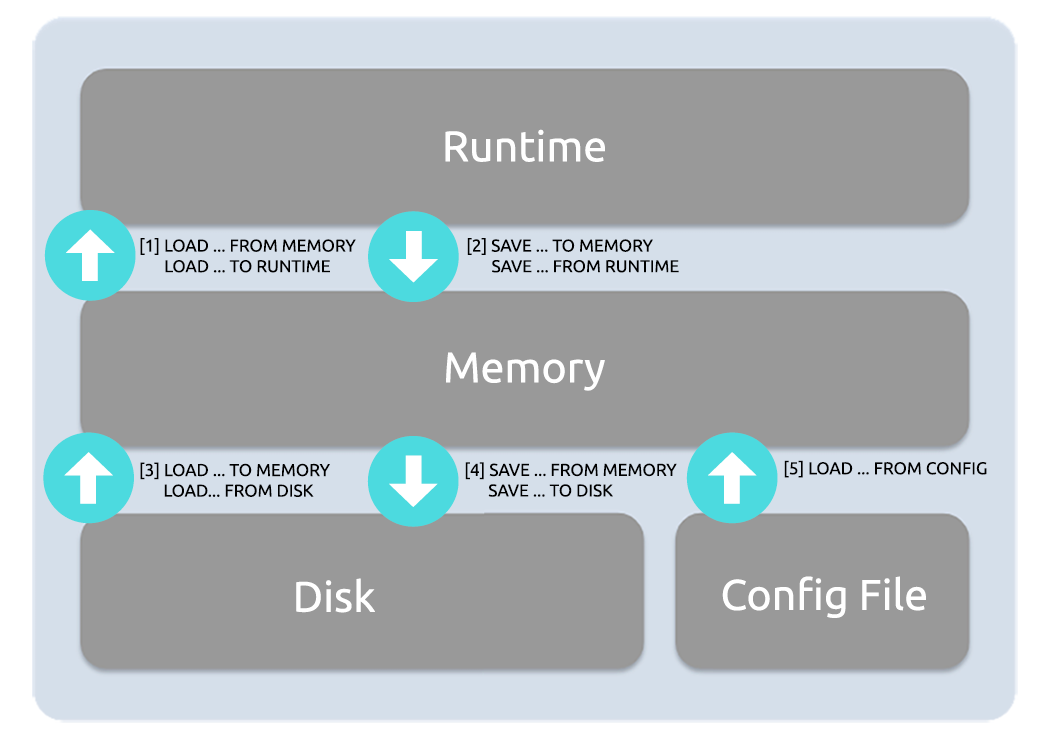 Runtime
[1] LOAD ... FROM MEMORY
LOAD ... TO RUNTIME
[2] SAVE ... TO MEMORY
SAVE ... FROM RUNTIME
Memory
[3] LOAD ... TO MEMORY
LOAD... FROM DISK
[4] SAVE ... FROM MEMORY
SAVE ... TO DISK
[5] LOAD ... FROM CONFIG
Disk
Config File